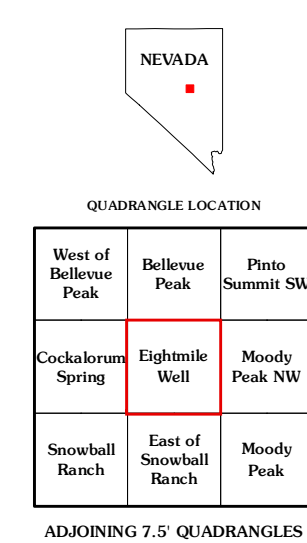 NEVADA
QUADRANGLE LOCATION
West of
Bellevue
Peak
Bellevue
Peak
Pinto
Summit SW
Cockalorum
Spring
Eightmile
Well
Moody
Peak NW
Snowball
Ranch
East of
Snowball
Ranch
Moody
Peak
ADJOINING 7.5' QUADRANGLES